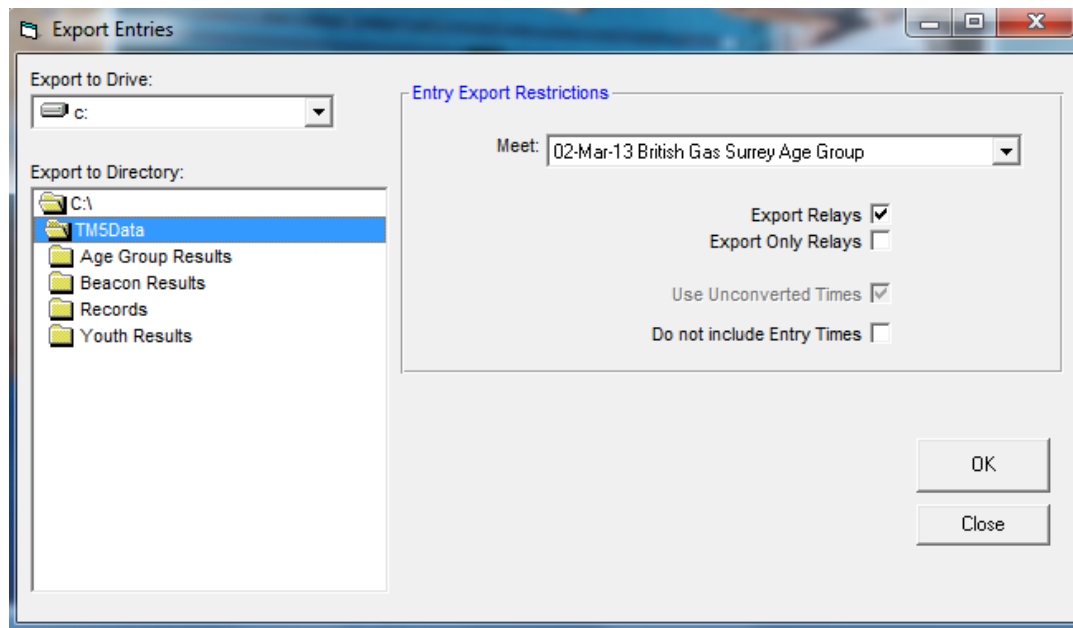 Export Entries
Export to Drive:
c:
Export to Directory:
C:\
TM5Data
Age Group Results
Beacon Results
Records
Youth Results
Entry Export Restrictions
Meet: 02-Mar-13 British Gas Surrey Age Group
Export Relays
Export Only Relays
Use Unconverted Times
Do not include Entry Times
OK
Close